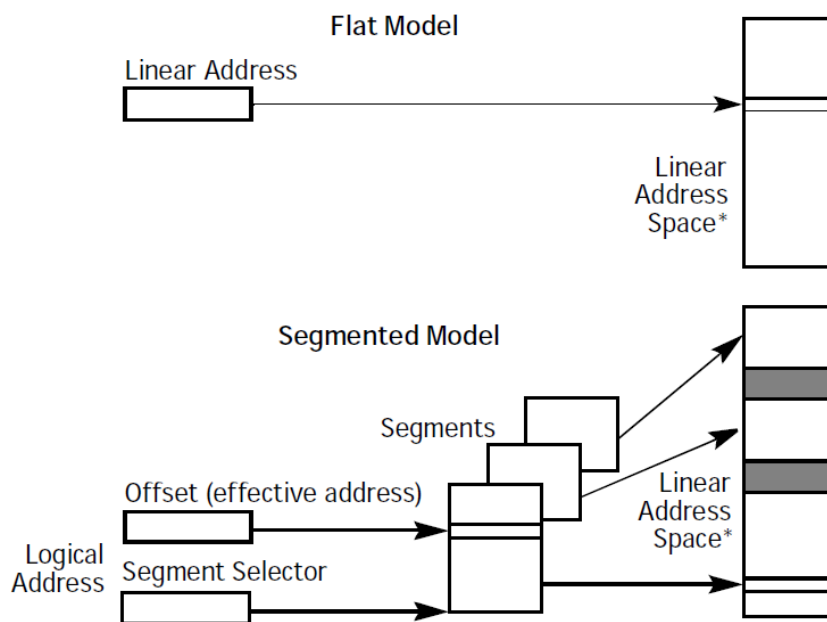 Flat Model
Linear Address
Linear
Address
Space*
Segmented Model
Segments
Offset (effective address)
Linear
Address
Space*
Logical
Address
Segment Selector